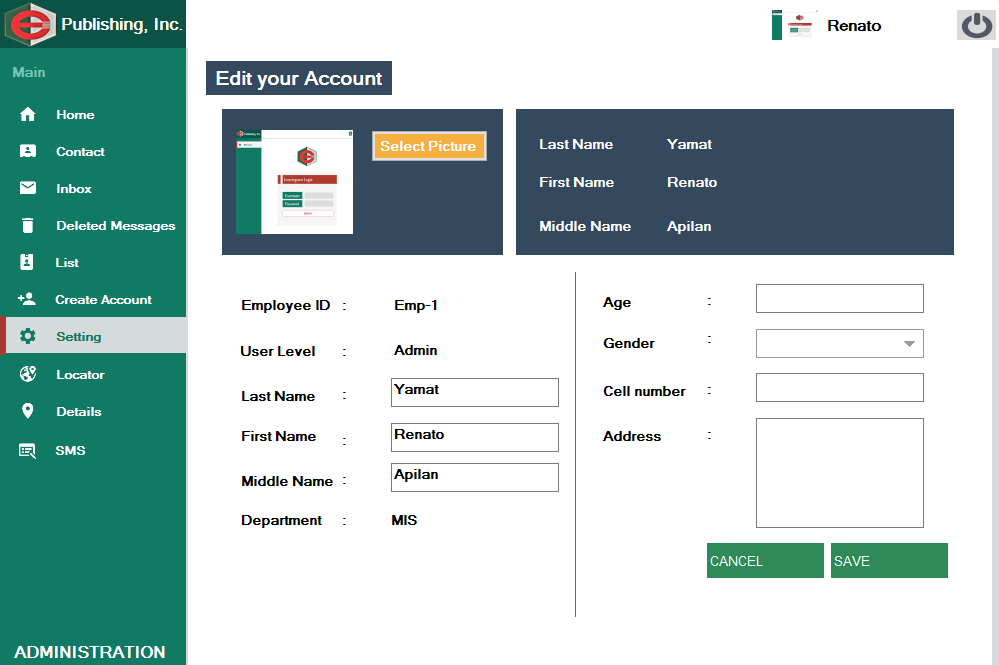 Publishing, Inc.
Renato
Main
Home
Contact
Inbox
Deleted Messages
List
Create Account
Setting
Locator
Details
SMS
ADMINISTRATION
Edit your Account
Select Picture
Last Name Yamat
First Name Renato
Middle Name Apilan
Employee ID : Emp-1
User Level : Admin
Last Name : Yamat
First Name : Renato
Middle Name : Apilan
Department : MIS
Age :
Gender :
Cell number :
Address :
CANCEL
SAVE